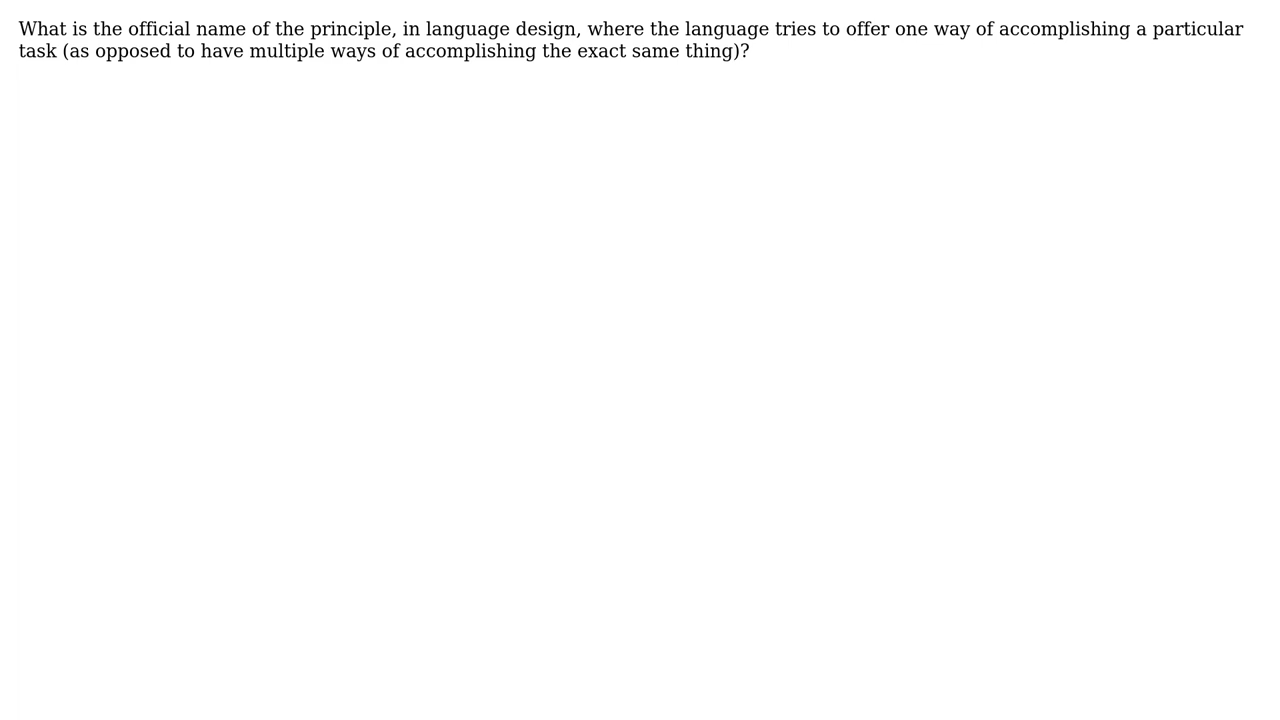 What is the official name of the principle, in language design, where the language tries to offer one way of accomplishing a particular
task (as opposed to have multiple ways of accomplishing the exact same thing)?